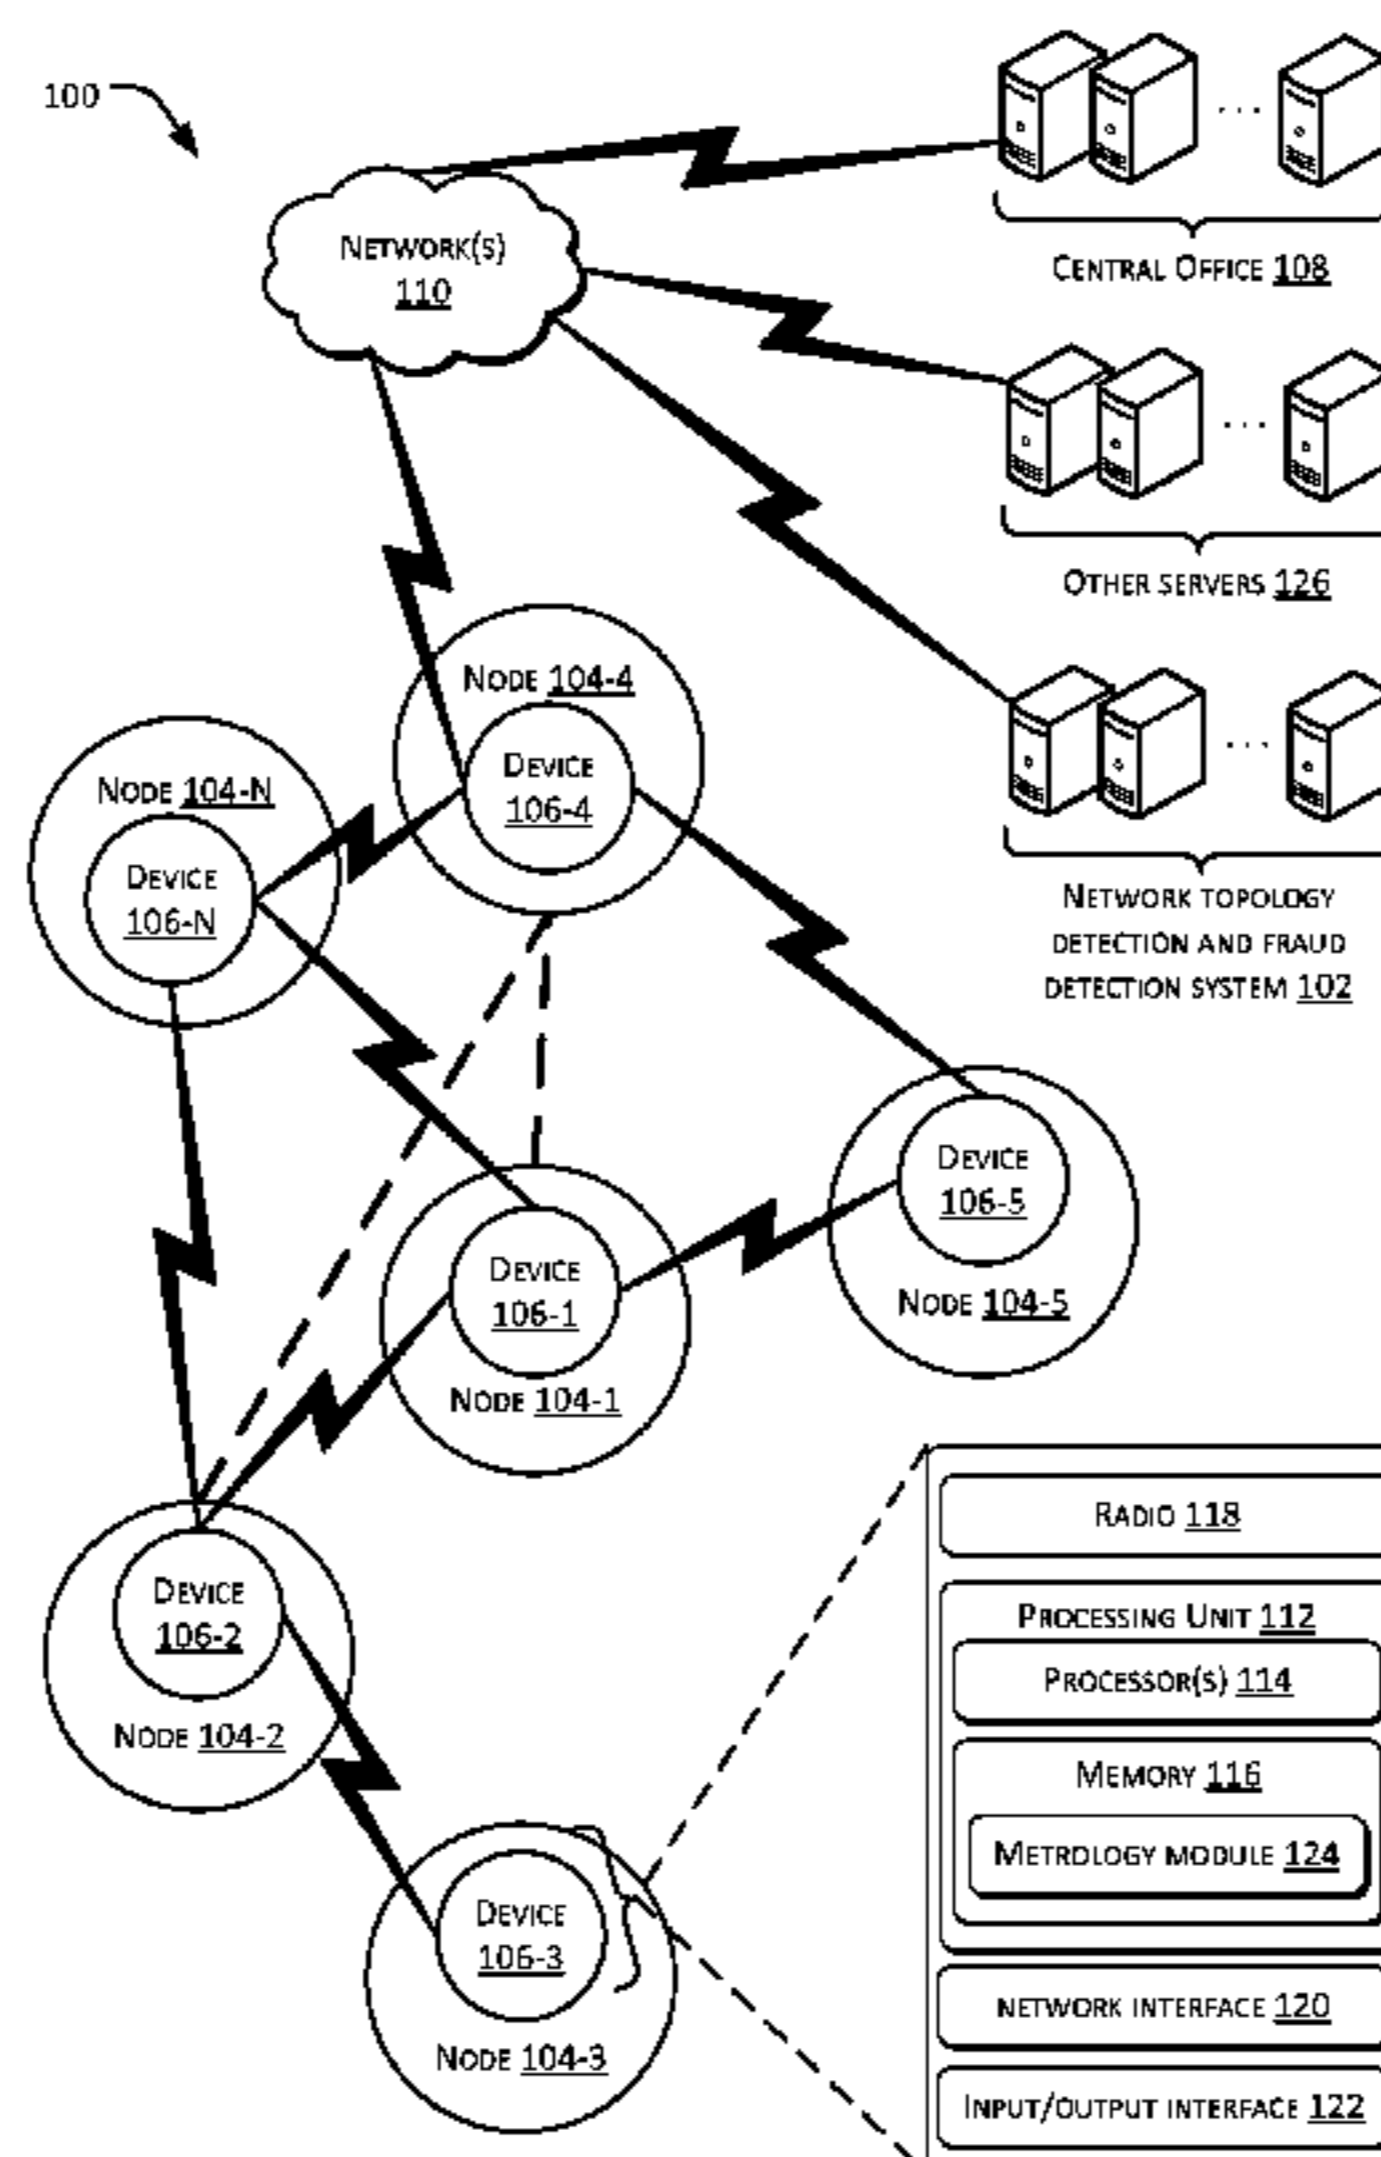 100
NETWORK(S)
110
CENTRAL OFFICE 108
OTHER SERVERS 126
NODE 104-4
DEVICE
106-4
NODE 104-N
DEVICE
106-N
NETWORK TOPOLOGY
DETECTION AND FRAUD
DETECTION SYSTEM 102
DEVICE
106-5
NODE 104-5
DEVICE
106-1
NODE 104-1
DEVICE
106-2
NODE 104-2
DEVICE
106-3
NODE 104-3
RADIO 118
PROCESSING UNIT 112
PROCESSOR(S) 114
MEMORY 116
METROLOGY MODULE 124
NETWORK INTERFACE 120
INPUT/OUTPUT INTERFACE 122